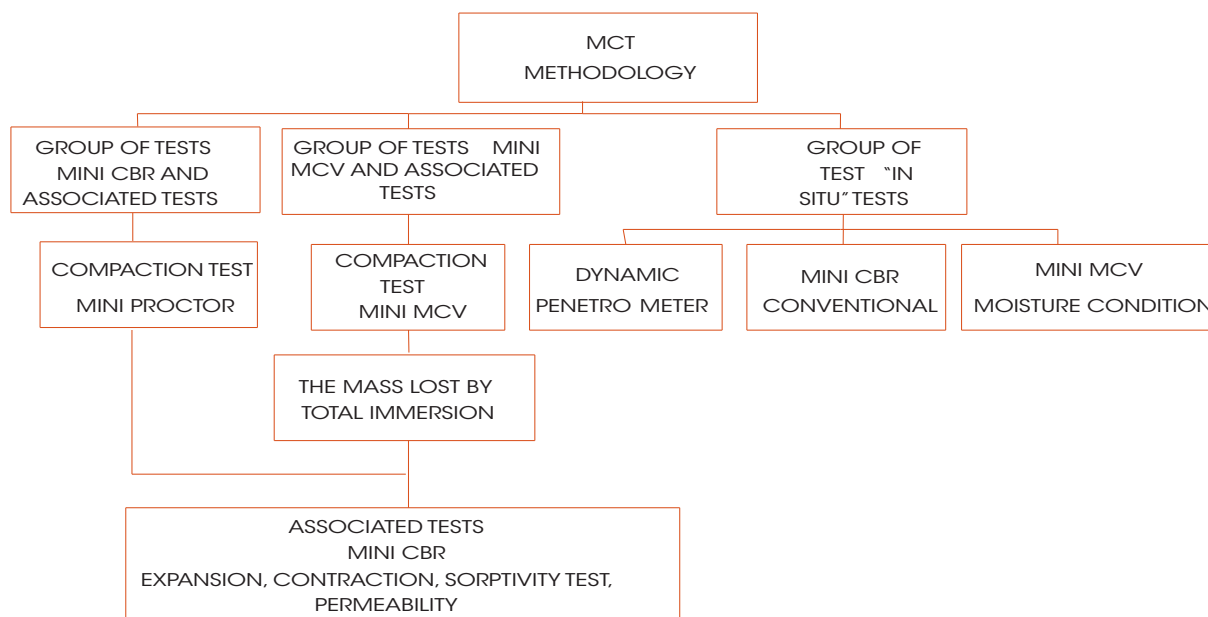 MCT
METHODOLOGY
GROUP OF TESTS
MINI CBR AND
ASSOCIATED TESTS
GROUP OF TESTS MINI
MCV AND ASSOCIATED
TESTS
GROUP OF
TEST "IN
SITU" TESTS
COMPACTION TEST
MINI PROCTOR
COMPACTION
TEST
MINI MCV
DYNAMIC
PENETRO METER
MINI CBR
CONVENTIONAL
MINI MCV
MOISTURE CONDITION
THE MASS LOST BY
TOTAL IMMERSION
ASSOCIATED TESTS
MINI CBR
EXPANSION, CONTRACTION, SORPTIVITY TEST,
PERMEABILITY